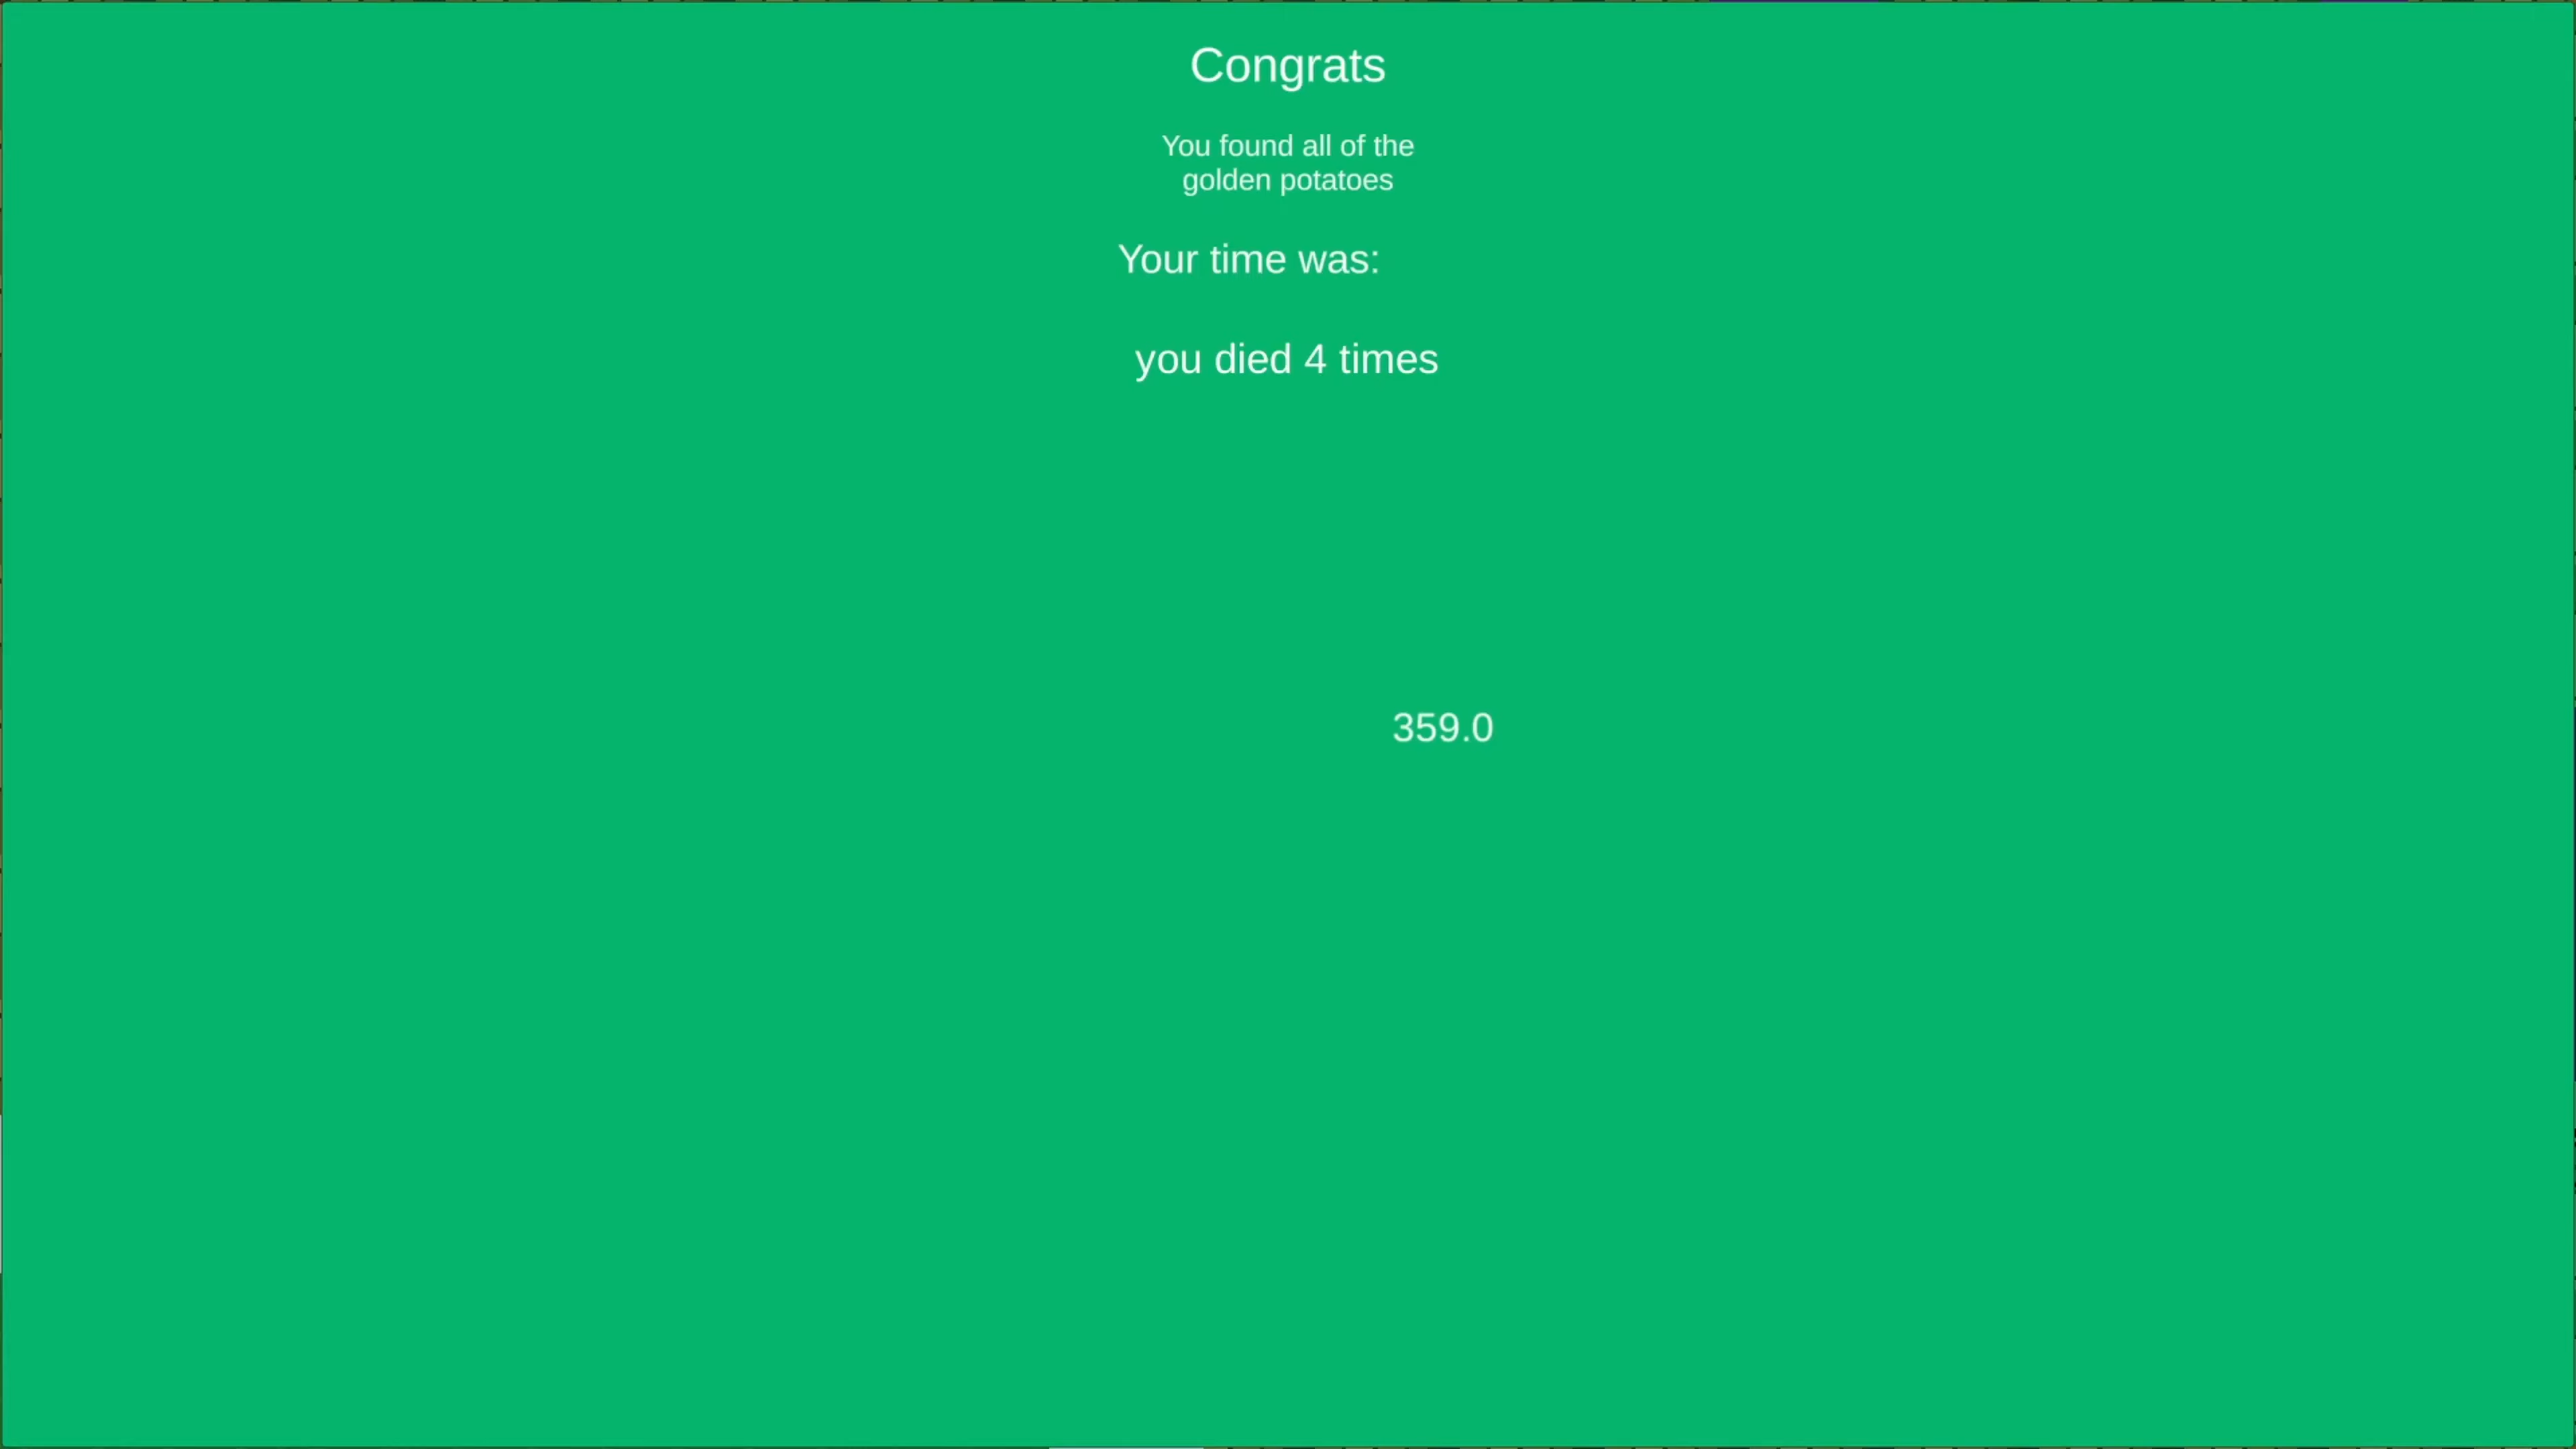 Congrats
You found all of the
golden potatoes
Your time was:
you died 4 times
359.0